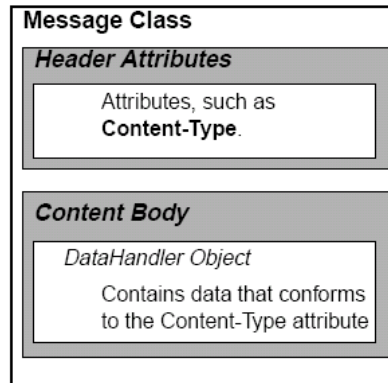 Message Class
Header Attributes
Attributes, such as
Content-Type.
Content Body
DataHandler Object
Contains data that conforms
to the Content-Type attribute